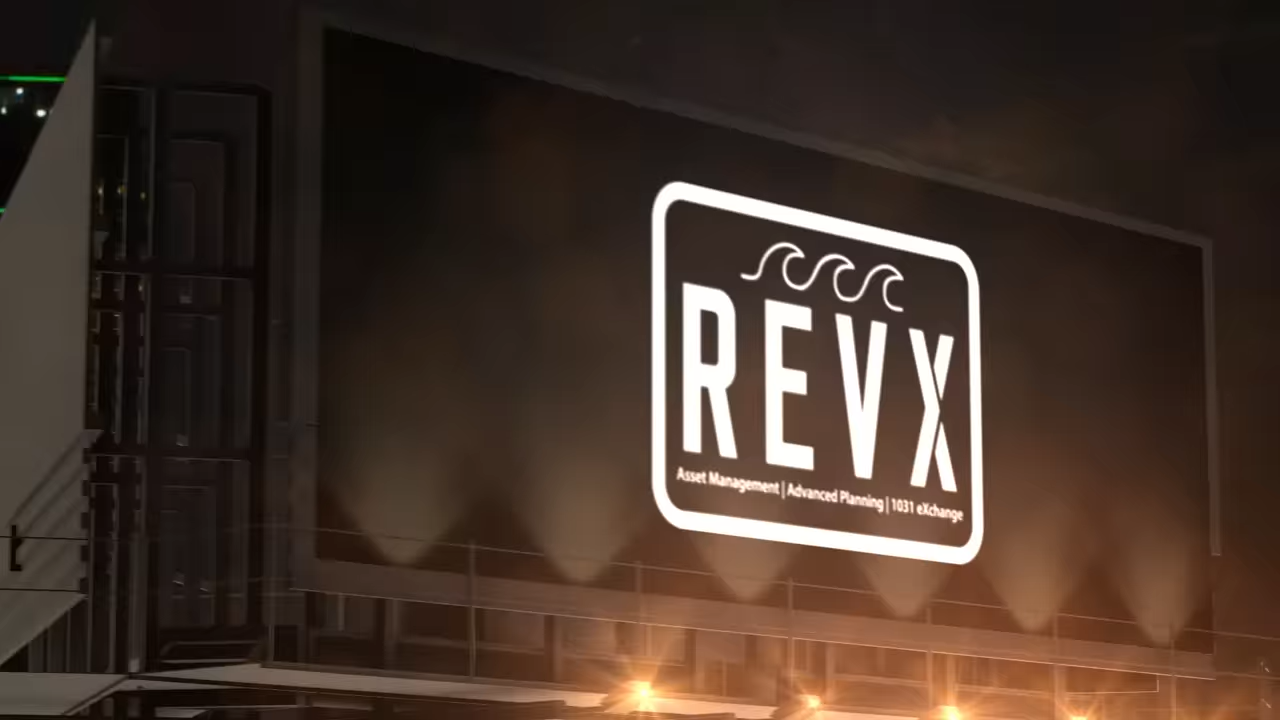 REVX
Asset Management | Advanced Planning | 1031 eXchange